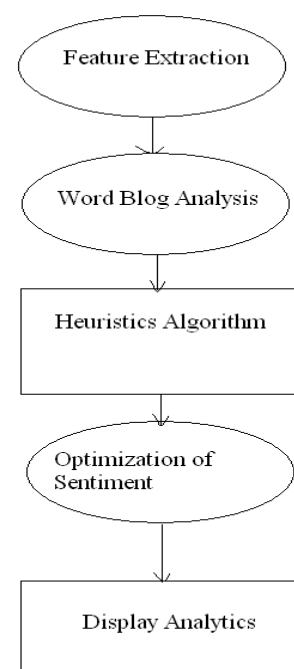 Feature Extraction
Word Blog Analysis
Heuristics Algorithm
Optimization of
Sentiment
Display Analytics